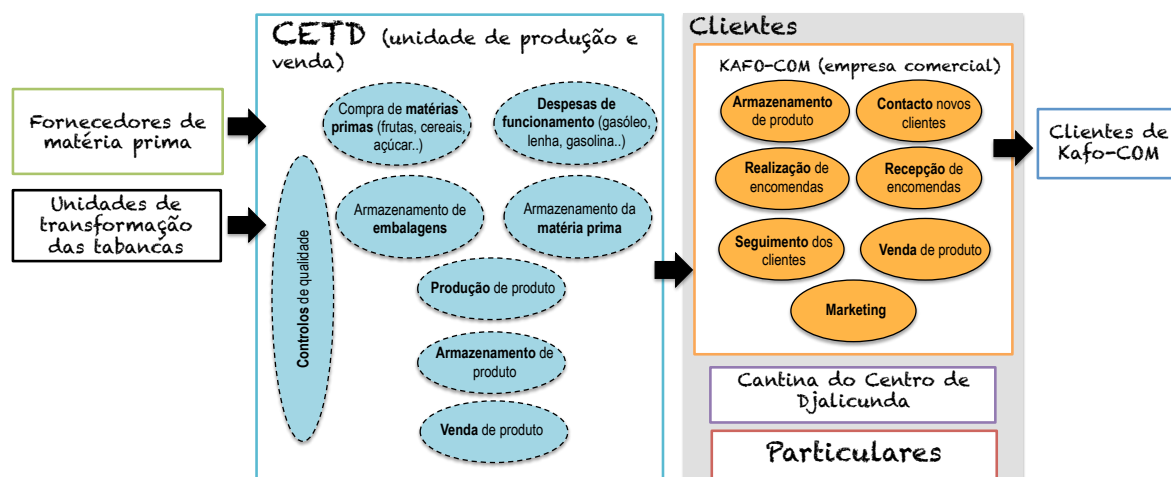 Fornecedores de
matéria prima
Unidades de
transformação
das tabancas
CETD (unidade de produção e
venda)
Compra de matérias
primas (frutas, cereais,
açúcar..)
Despesas de
funcionamento (gasóleo,
lenha, gasolina..)
Armazenamento de
embalagens
Armazenamento da
matéria prima
Controlos de qualidade
Produção de produto
Armazenamento de
produto
Venda de produto
Clientes
KAFO-COM (empresa comercial)
Armazenamento
de produto
Contacto novos
clientes
Realização de
encomendas
Recepção de
encomendas
Seguimento dos
clientes
Venda de produto
Marketing
Cantina do Centro de
Djalicunda
Particulares
Clientes de
Kafo-COM